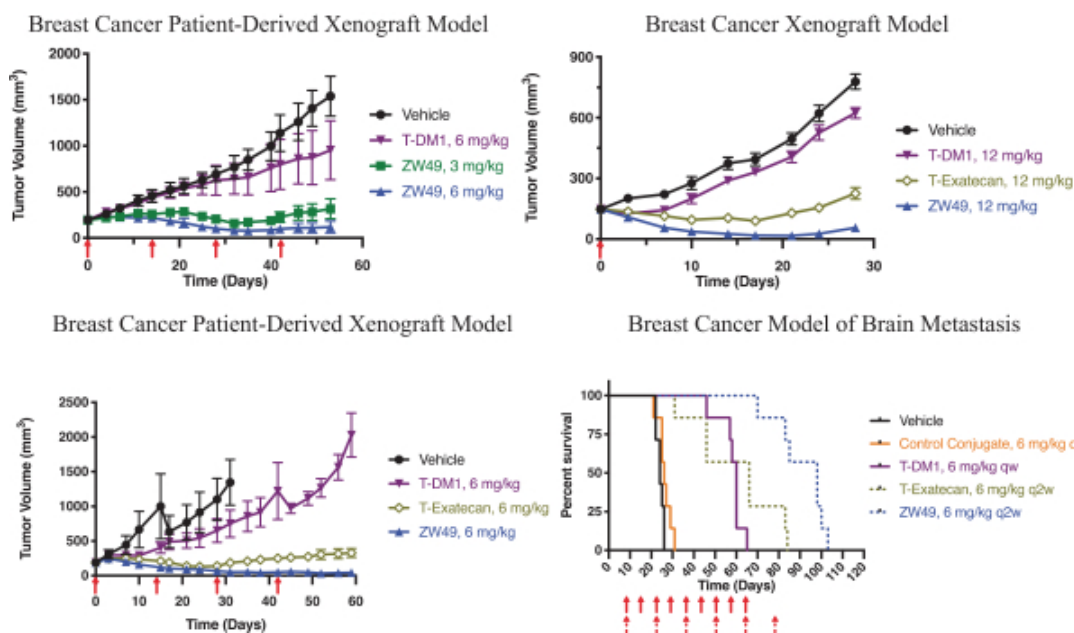 Breast Cancer Patient-Derived Xenograft Model
Tumor Volume (mm³)
2000
1500
1000
500
0
0
20
40
60
Time (Days)
Vehicle
T-DM1, 6 mg/kg
ZW49, 3 mg/kg
ZW49, 6 mg/kg
Breast Cancer Xenograft Model
Tumor Volume (mm³)
900
600
300
0
0
10
20
30
Time (Days)
Vehicle
T-DM1, 12 mg/kg
T-Exatecan, 12 mg/kg
ZW49, 12 mg/kg
Breast Cancer Patient-Derived Xenograft Model
Tumor Volume (mm³)
2500
2000
1500
1000
500
0
0
10
20
30
40
50
60
Time (Days)
Vehicle
T-DM1, 6 mg/kg
T-Exatecan, 6 mg/kg
ZW49, 6 mg/kg
Breast Cancer Model of Brain Metastasis
Percent survival
100
75
50
25
0
0
10
20
30
40
50
60
70
80
90
100
110
120
Time (Days)
Vehicle
Control Conjugate, 6 mg/kg
T-DM1, 6 mg/kg qw
T-Exatecan, 6 mg/kg q2w
ZW49, 6 mg/kg q2w